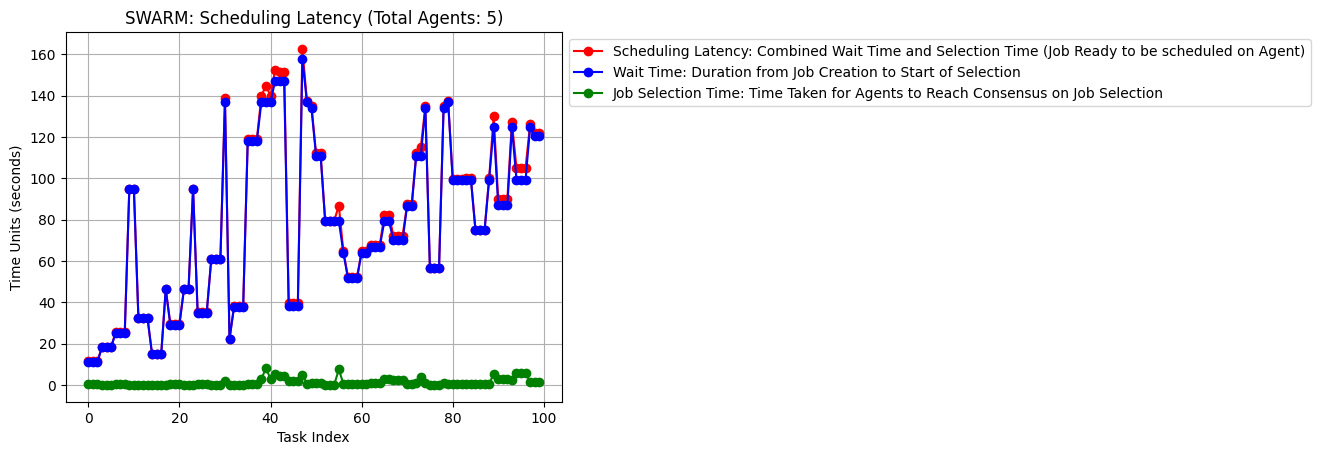 SWARM: Scheduling Latency (Total Agents: 5)
Scheduling Latency: Combined Wait Time and Selection Time (Job Ready to be scheduled on Agent)
Wait Time: Duration from Job Creation to Start of Selection
Job Selection Time: Time Taken for Agents to Reach Consensus on Job Selection
Time Units (seconds)
160
140
120
100
80
60
40
20
0
0 20 40 60 80 100
Task Index